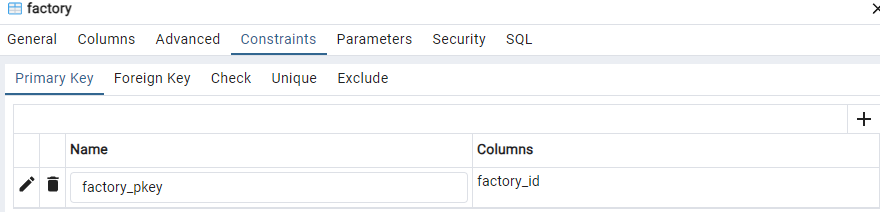 factory
General Columns Advanced Constraints Parameters Security SQL
Primary Key Foreign Key Check Unique Exclude
Name Columns
factory_pkey factory_id